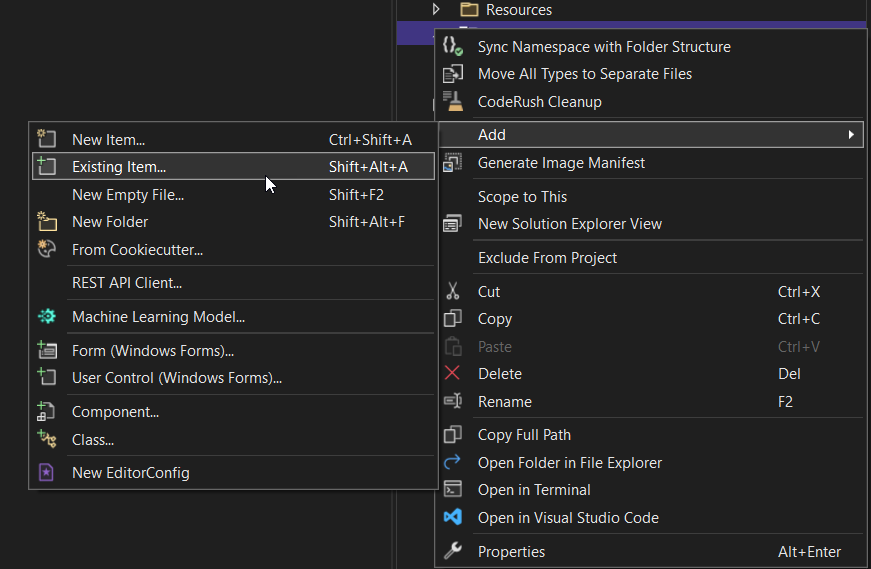 Resources
Sync Namespace with Folder Structure
Move All Types to Separate Files
CodeRush Cleanup
Add
Generate Image Manifest
Scope to This
New Solution Explorer View
Exclude From Project
Cut Ctrl+X
Copy Ctrl+C
Paste Ctrl+V
Delete Del
Rename F2
Copy Full Path
Open Folder in File Explorer
Open in Terminal
Open in Visual Studio Code
Properties Alt+Enter
New Item... Ctrl+Shift+A
Existing Item... Shift+Alt+A
New Empty File... Shift+F2
New Folder Shift+Alt+F
From Cookiecutter...
REST API Client...
Machine Learning Model...
Form (Windows Forms)...
User Control (Windows Forms)...
Component...
Class...
New EditorConfig